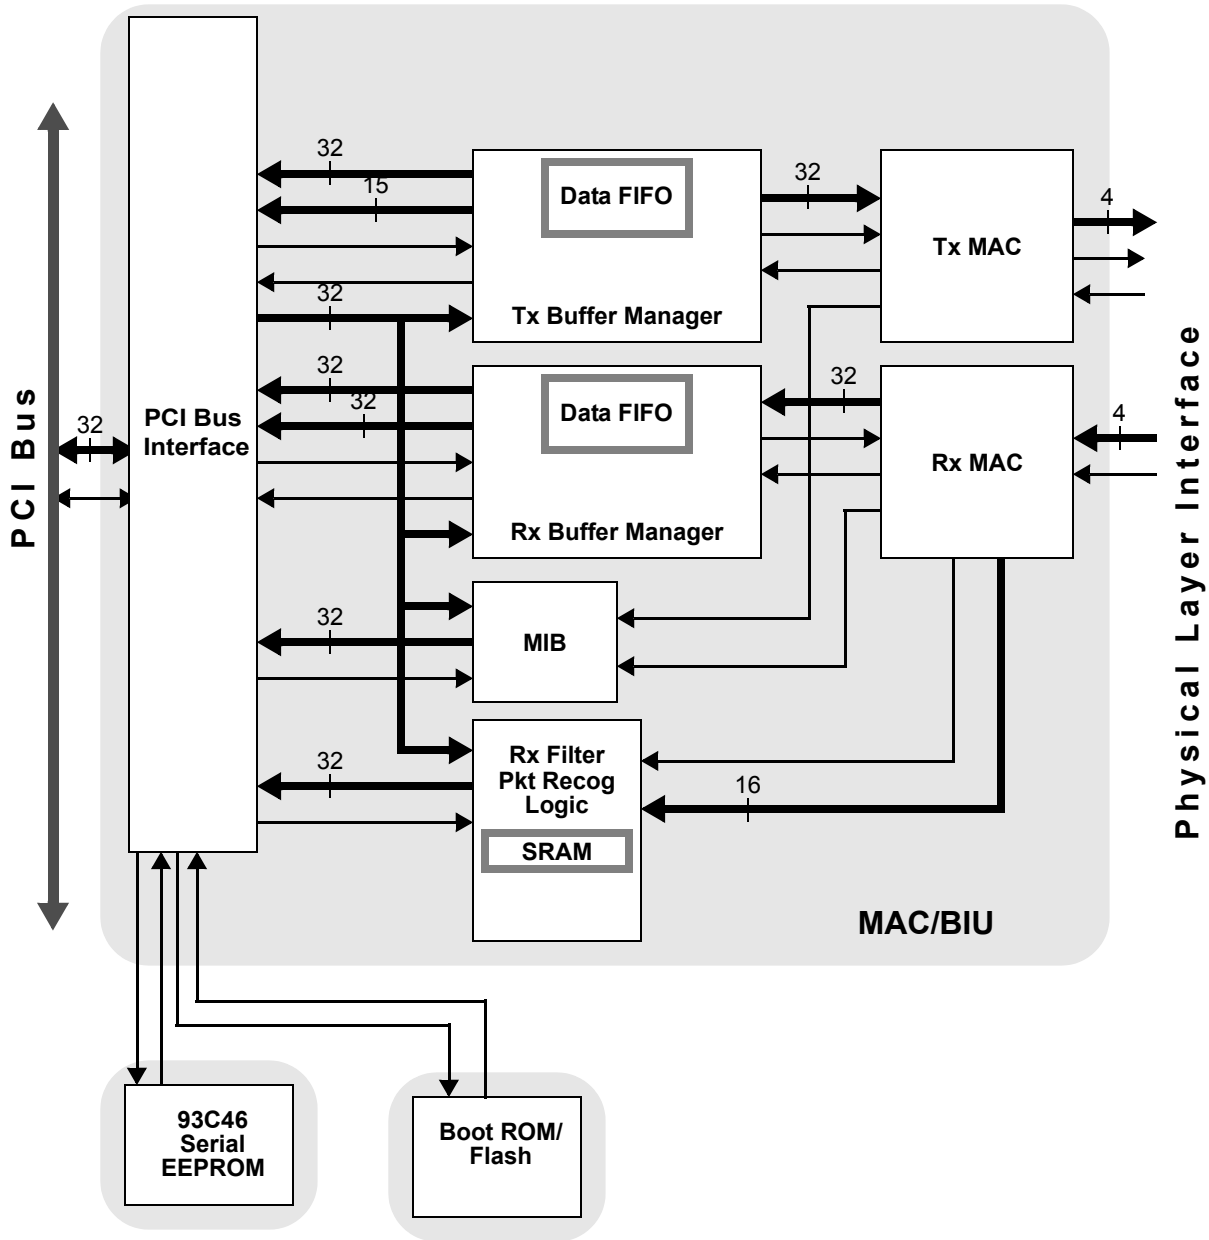 32
15
32
32
32
32
32
32
PCI Bus
32
PCI Bus
Interface
Data FIFO
Tx Buffer Manager
Data FIFO
Rx Buffer Manager
MIB
Rx Filter
Pkt Recog
Logic
SRAM
32
Tx MAC
4
32
Rx MAC
4
16
MAC/BIU
Physical Layer Interface
93C46
Serial
EEPROM
Boot ROM/
Flash